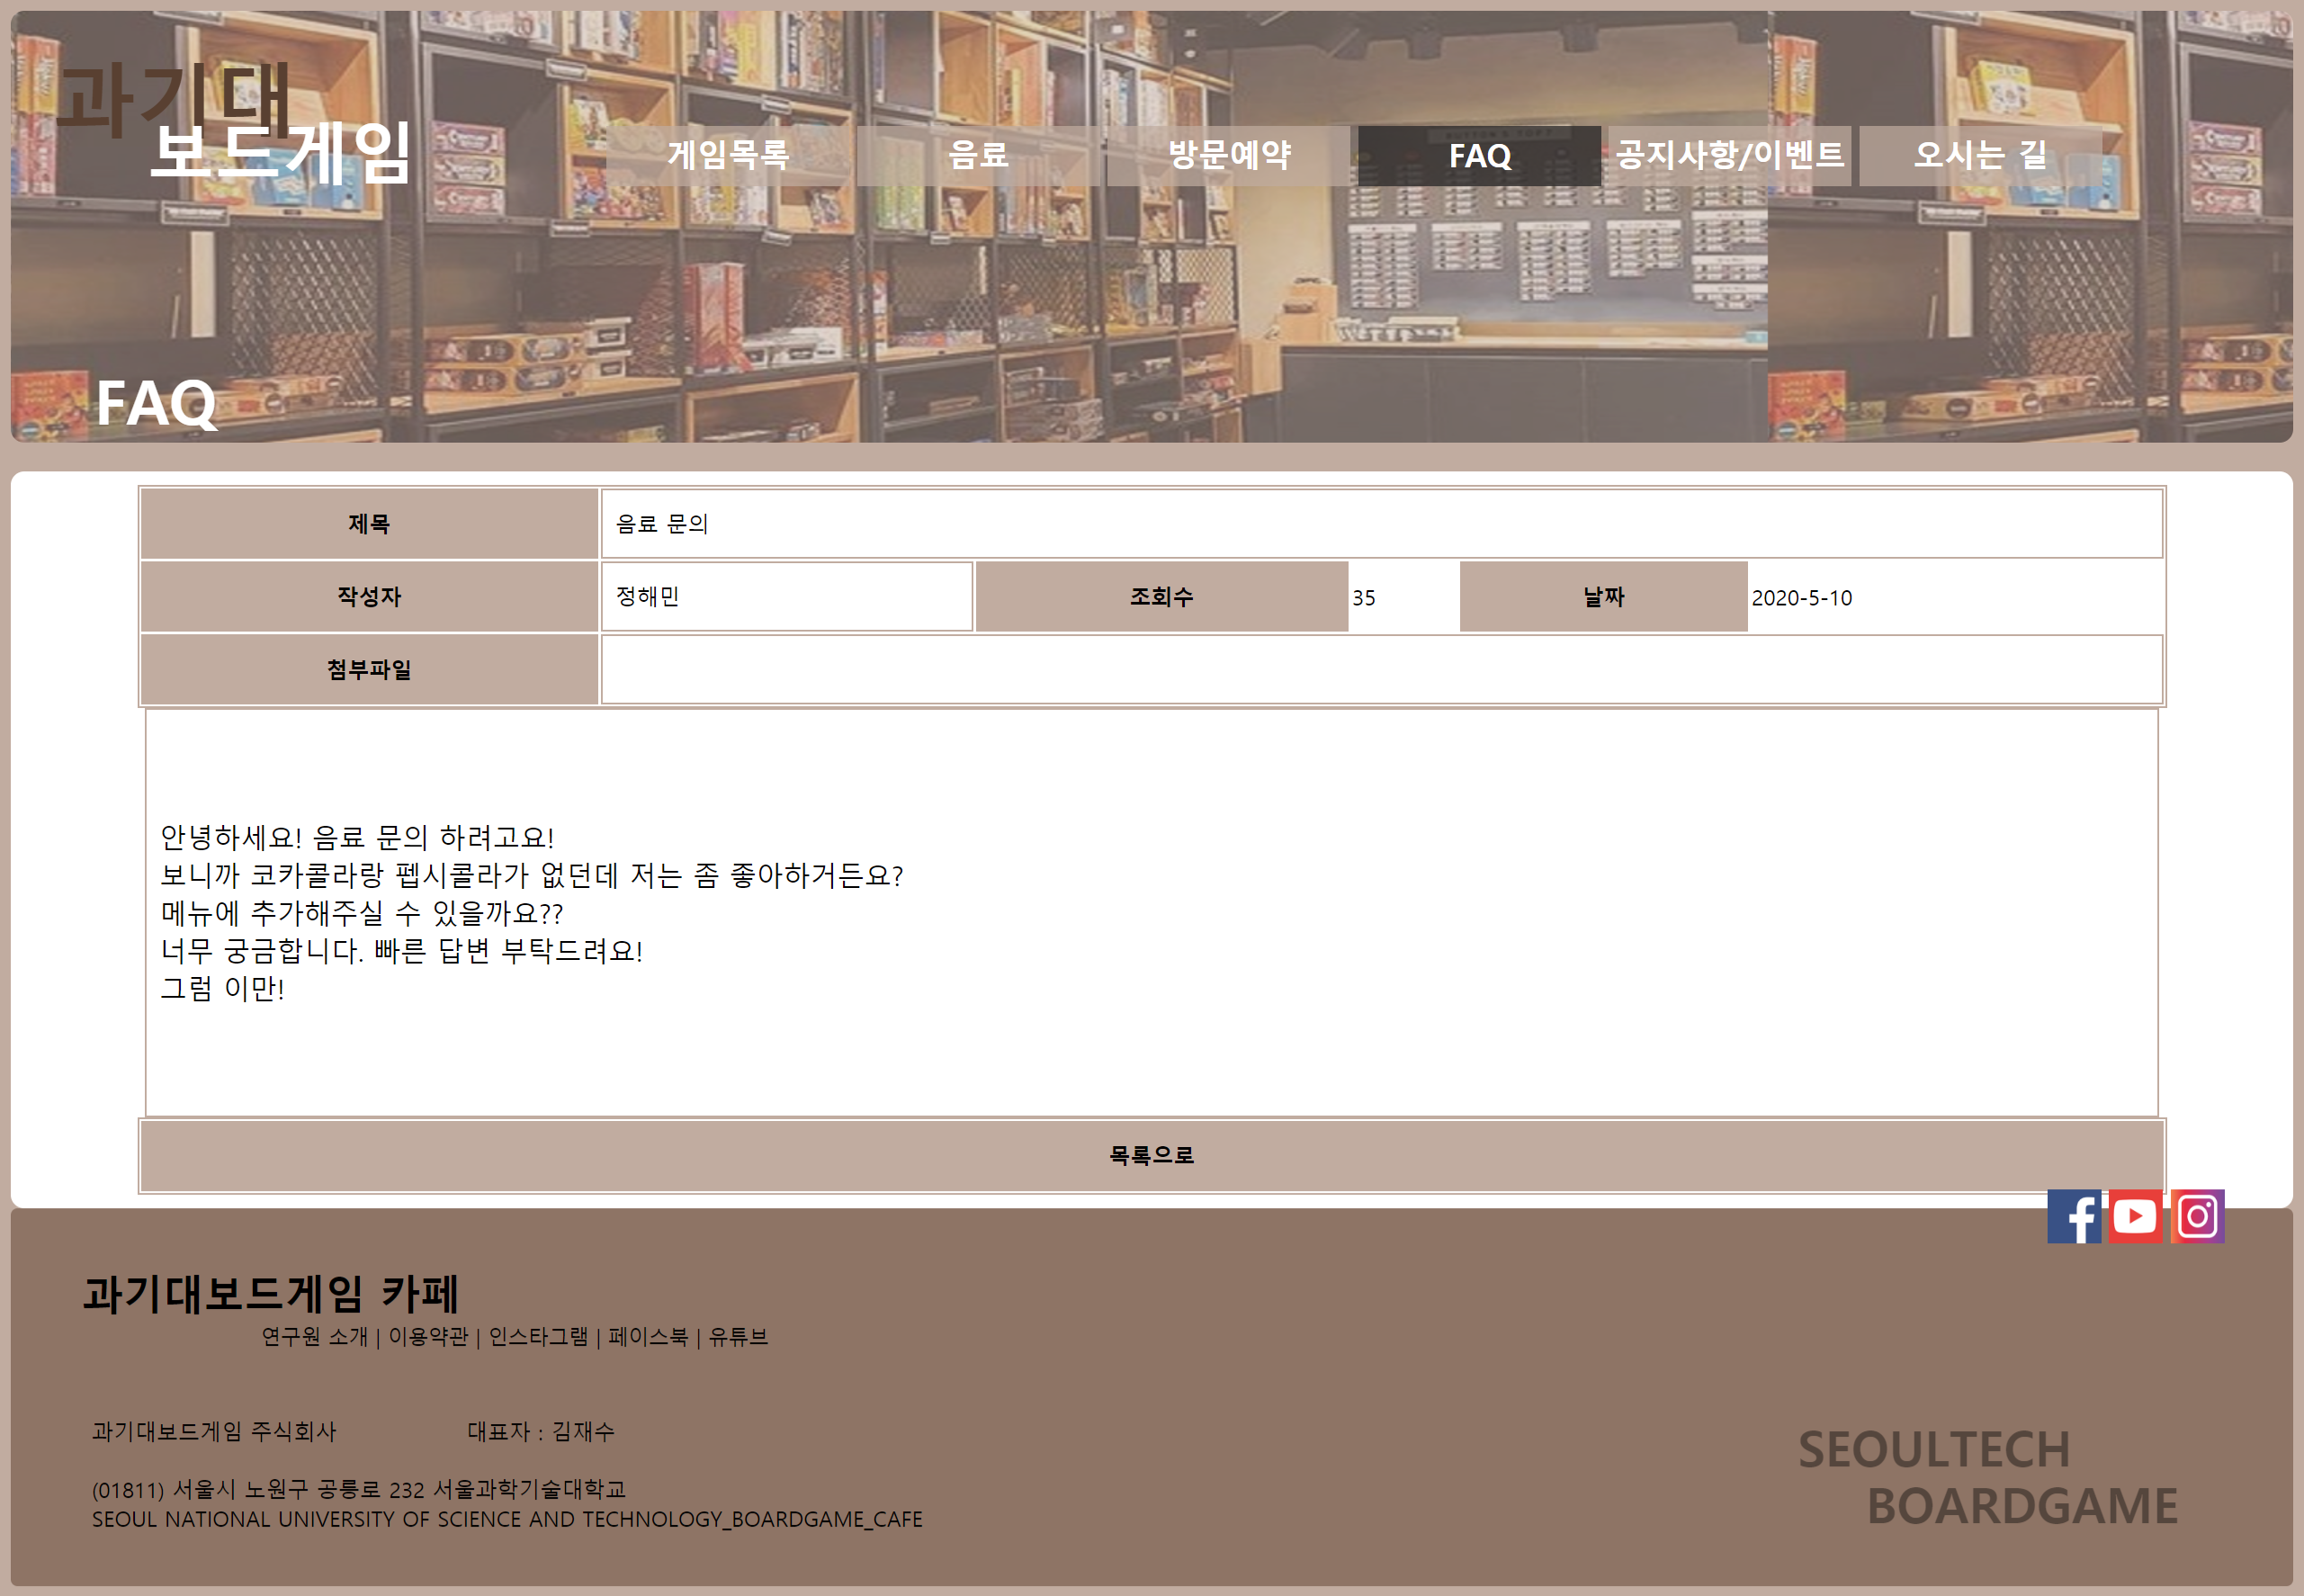 과기대
보드게임
게임목록 음료 방문예약 FAQ 공지사항/이벤트 오시는 길
FAQ
제목 음료 문의
작성자 정해민 조회수 35 날짜 2020-5-10
첨부파일
안녕하세요! 음료 문의 하려고요!
보니까 코카콜라랑 펩시콜라가 없던데 저는 좀 좋아하거든요?
메뉴에 추가해주실 수 있을까요??
너무 궁금합니다. 빠른 답변 부탁드려요!
그럼 이만!
목록으로
과기대보드게임 카페
연구원 소개 | 이용약관 | 인스타그램 | 페이스북 | 유튜브
과기대보드게임 주식회사 대표자 : 김재수
(01811) 서울시 노원구 공릉로 232 서울과학기술대학교
SEOUL NATIONAL UNIVERSITY OF SCIENCE AND TECHNOLOGY_BOARDGAME_CAFE
SEOULTECH
BOARDGAME